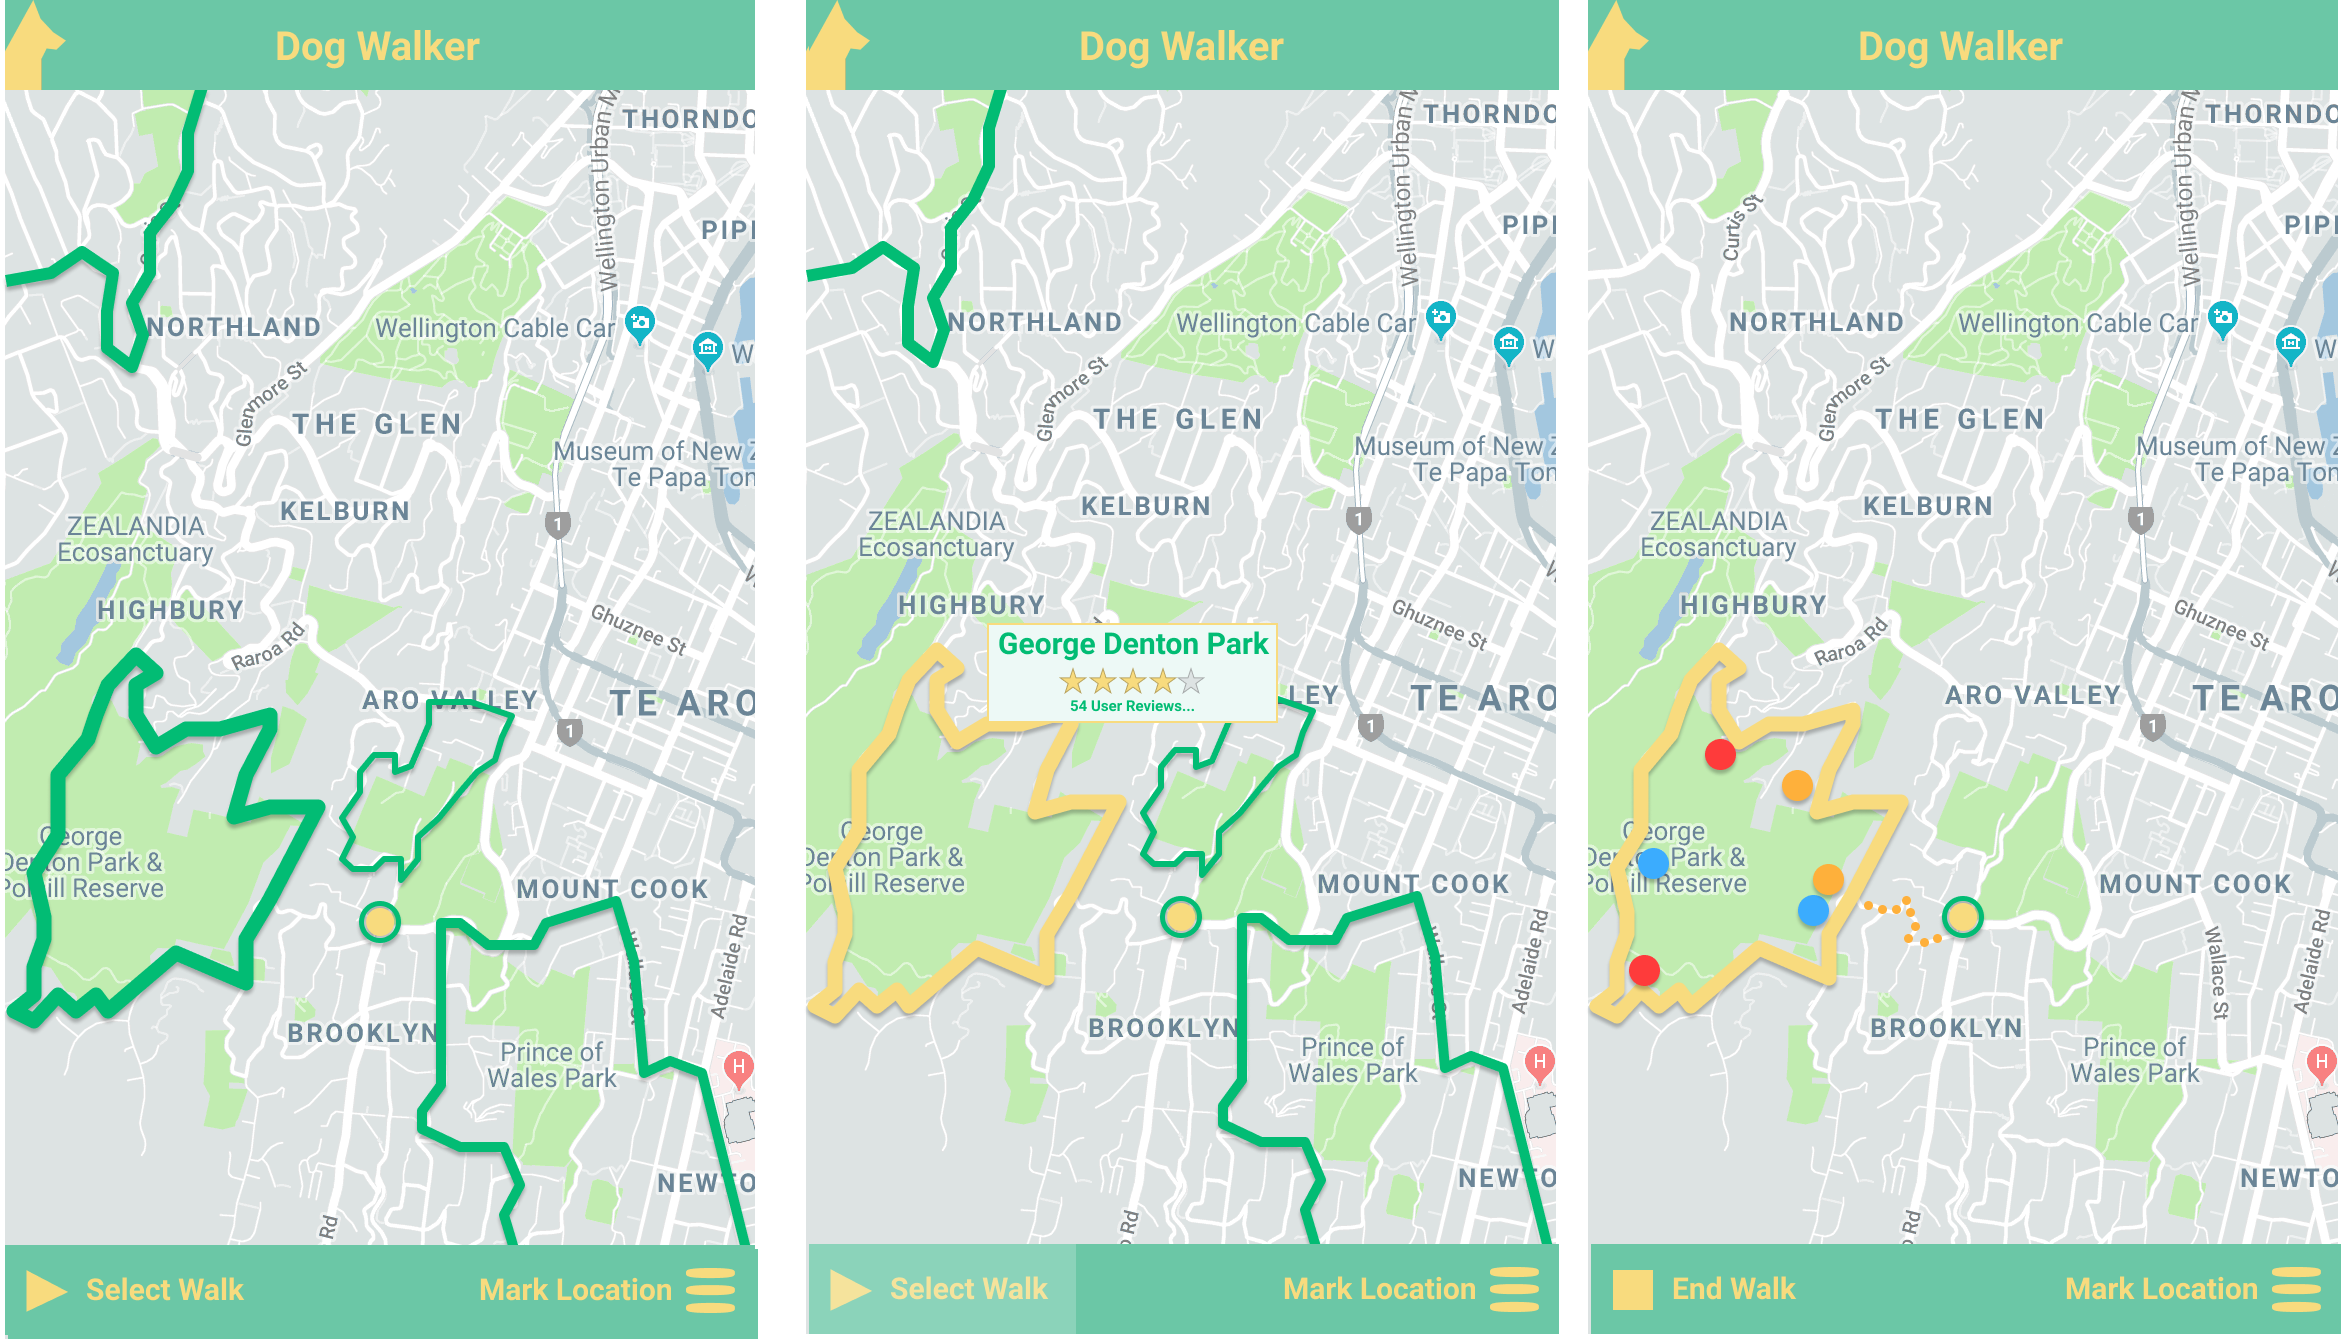 Dog Walker
THORNDO
Wellington Urban M
PIPI
NORTHLAND
Wellington Cable Car
W
Glenmore St
THE GLEN
Museum of New Z
Te Papa Ton
KELBURN
1
ZEALANDIA
Ecosanctuary
HIGHBURY
Ghuznee St
Raroa Rd
ARO VALLEY
TE ARO
1
George
Denton Park &
Polhill Reserve
MOUNT COOK
Adelaide Rd
BROOKLYN
Prince of
Wales Park
H
NEWTO
Rd
Select Walk
Mark Location
Dog Walker
THORNDO
Wellington Urban M
PIPI
NORTHLAND
Wellington Cable Car
W
Glenmore St
THE GLEN
Museum of New Z
Te Papa Ton
KELBURN
1
ZEALANDIA
Ecosanctuary
HIGHBURY
Ghuznee St
George Denton Park
54 User Reviews...
LEY
TE ARO
1
George
Denton Park &
Polhill Reserve
MOUNT COOK
Adelaide Rd
BROOKLYN
Prince of
Wales Park
H
NEWTO
Rd
Select Walk
Mark Location
Dog Walker
THORNDO
Wellington Urban M
Curtis St
PIPI
NORTHLAND
Wellington Cable Car
W
Glenmore St
THE GLEN
Museum of New Z
Te Papa Ton
KELBURN
1
ZEALANDIA
Ecosanctuary
HIGHBURY
Ghuznee St
Raroa Rd
ARO VALLEY
TE ARO
1
George
Denton Park &
Polhill Reserve
MOUNT COOK
Wallace St
Adelaide Rd
BROOKLYN
Prince of
Wales Park
H
NEWTO
Rd
End Walk
Mark Location